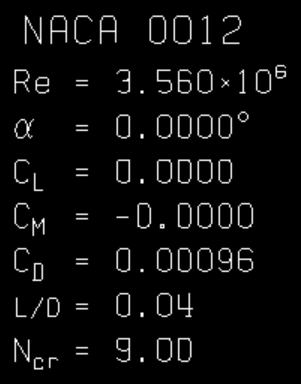 NACA 0012
Re = 3.560×10⁶
α = 0.0000°
C_L = 0.0000
C_M = -0.0000
C_D = 0.00096
L/D = 0.04
N_cr = 9.00